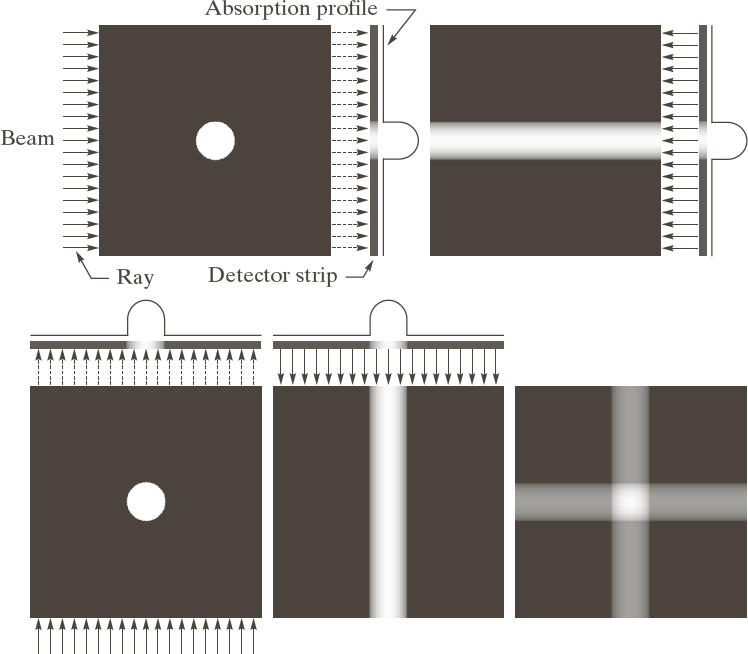 Absorption profile
Beam
Ray
Detector strip